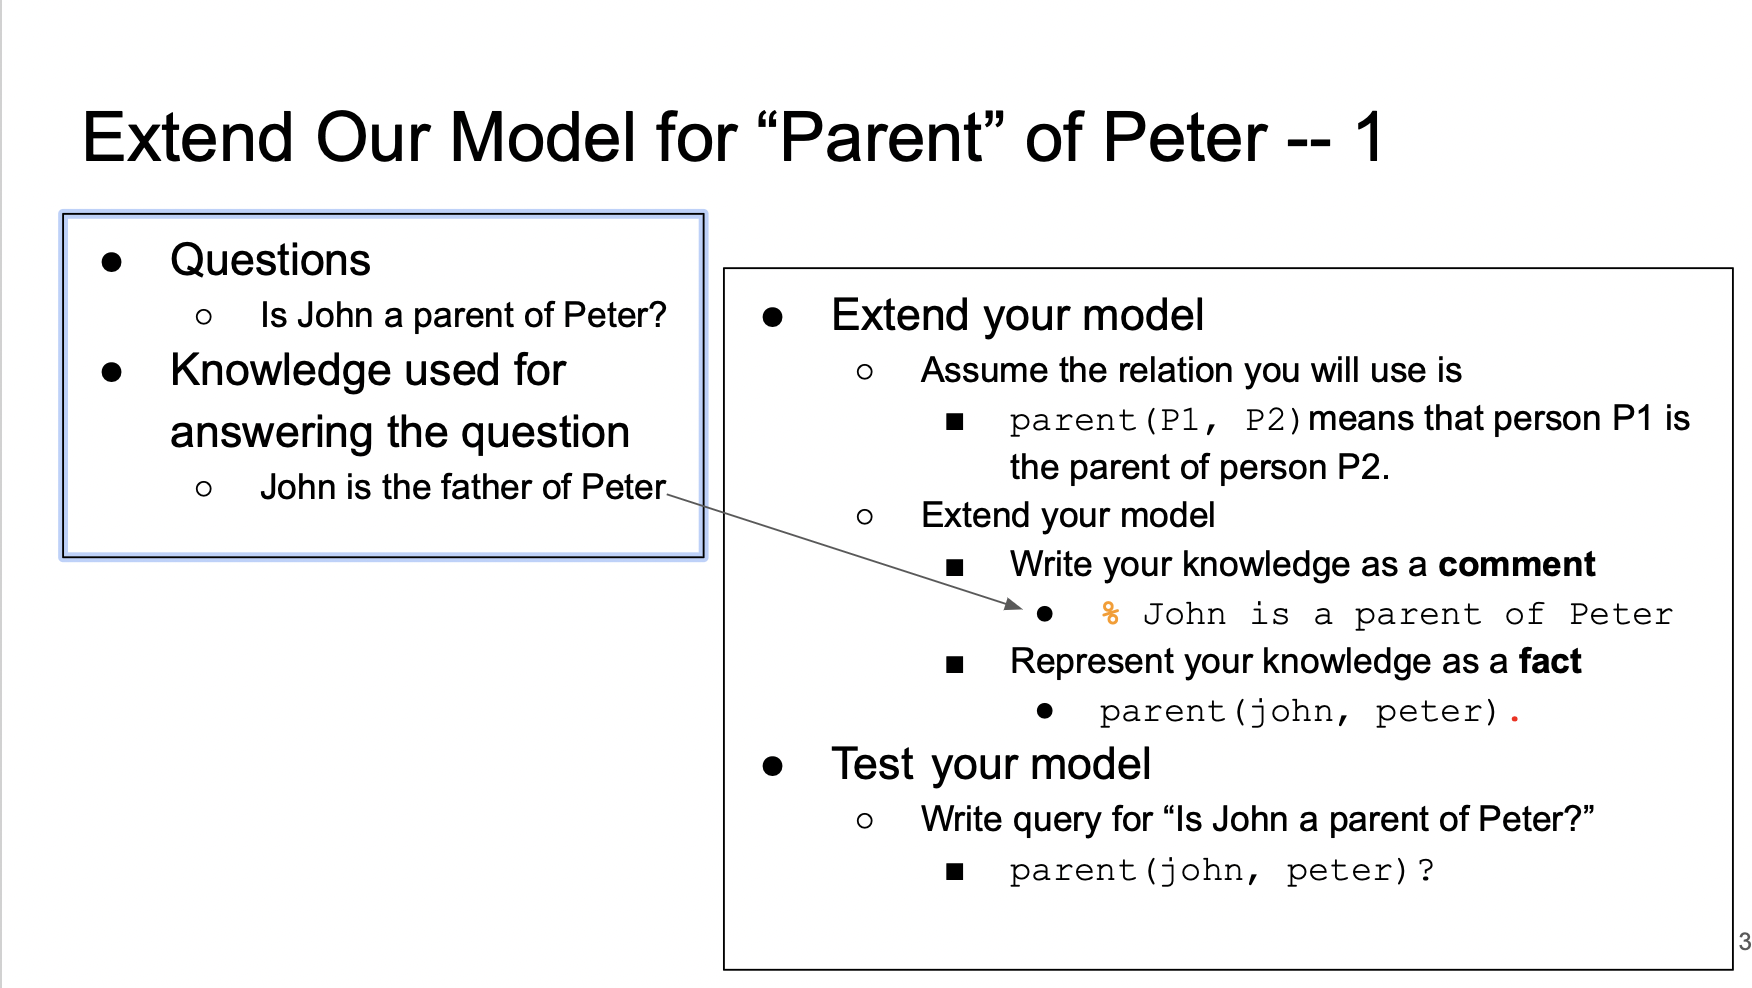 Extend Our Model for “Parent” of Peter -- 1
● Questions
○ Is John a parent of Peter?
● Knowledge used for
answering the question
○ John is the father of Peter
● Extend your model
○ Assume the relation you will use is
■ parent(P1, P2)means that person P1 is
the parent of person P2.
○ Extend your model
■ Write your knowledge as a comment
● % John is a parent of Peter
■ Represent your knowledge as a fact
● parent(john, peter).
● Test your model
○ Write query for “Is John a parent of Peter?”
■ parent(john, peter)?
3